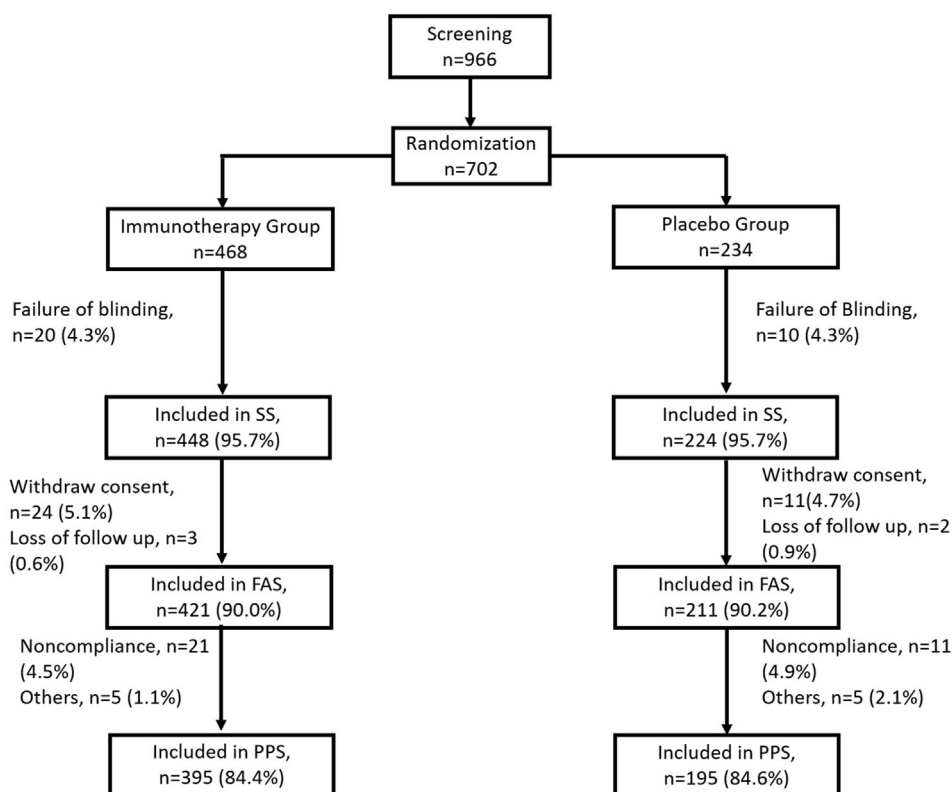 Screening
n=966
Randomization
n=702
Immunotherapy Group
n=468
Placebo Group
n=234
Failure of blinding,
n=20 (4.3%)
Failure of Blinding,
n=10 (4.3%)
Included in SS,
n=448 (95.7%)
Included in SS,
n=224 (95.7%)
Withdraw consent,
n=24 (5.1%)
Loss of follow up, n=3
(0.6%)
Withdraw consent,
n=11(4.7%)
Loss of follow up, n=2
(0.9%)
Included in FAS,
n=421 (90.0%)
Included in FAS,
n=211 (90.2%)
Noncompliance, n=21
(4.5%)
Others, n=5 (1.1%)
Noncompliance, n=11
(4.9%)
Others, n=5 (2.1%)
Included in PPS,
n=395 (84.4%)
Included in PPS,
n=195 (84.6%)